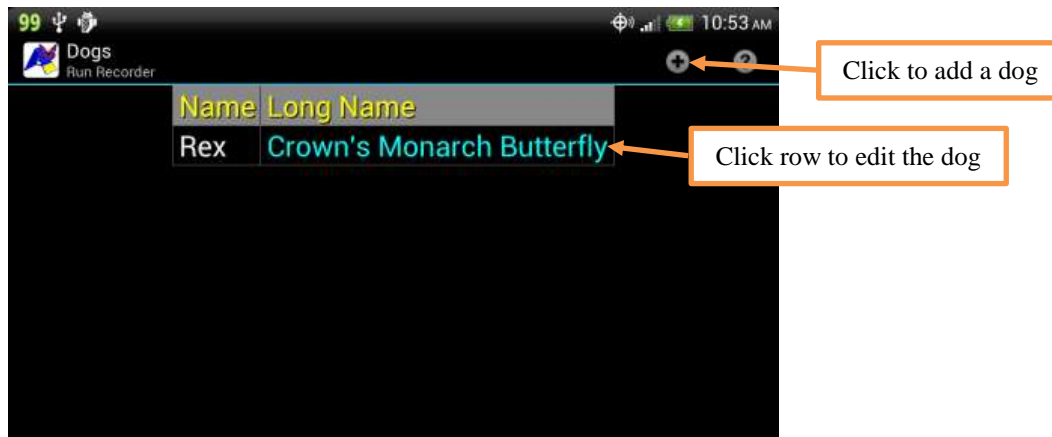 99 10:53 AM
Dogs
Run Recorder
Click to add a dog
Name Long Name
Rex Crown's Monarch Butterfly
Click row to edit the dog